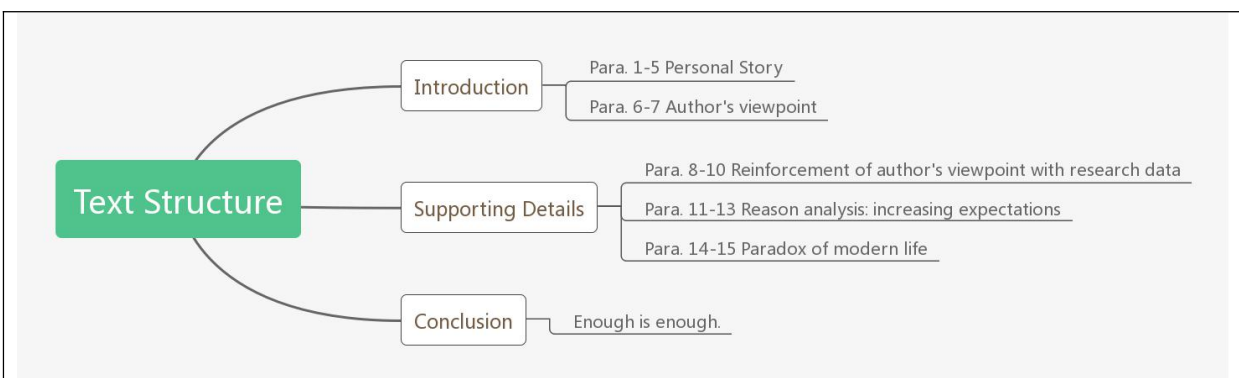 Text Structure
Introduction
Para. 1-5 Personal Story
Para. 6-7 Author's viewpoint
Supporting Details
Para. 8-10 Reinforcement of author's viewpoint with research data
Para. 11-13 Reason analysis: increasing expectations
Para. 14-15 Paradox of modern life
Conclusion
Enough is enough.